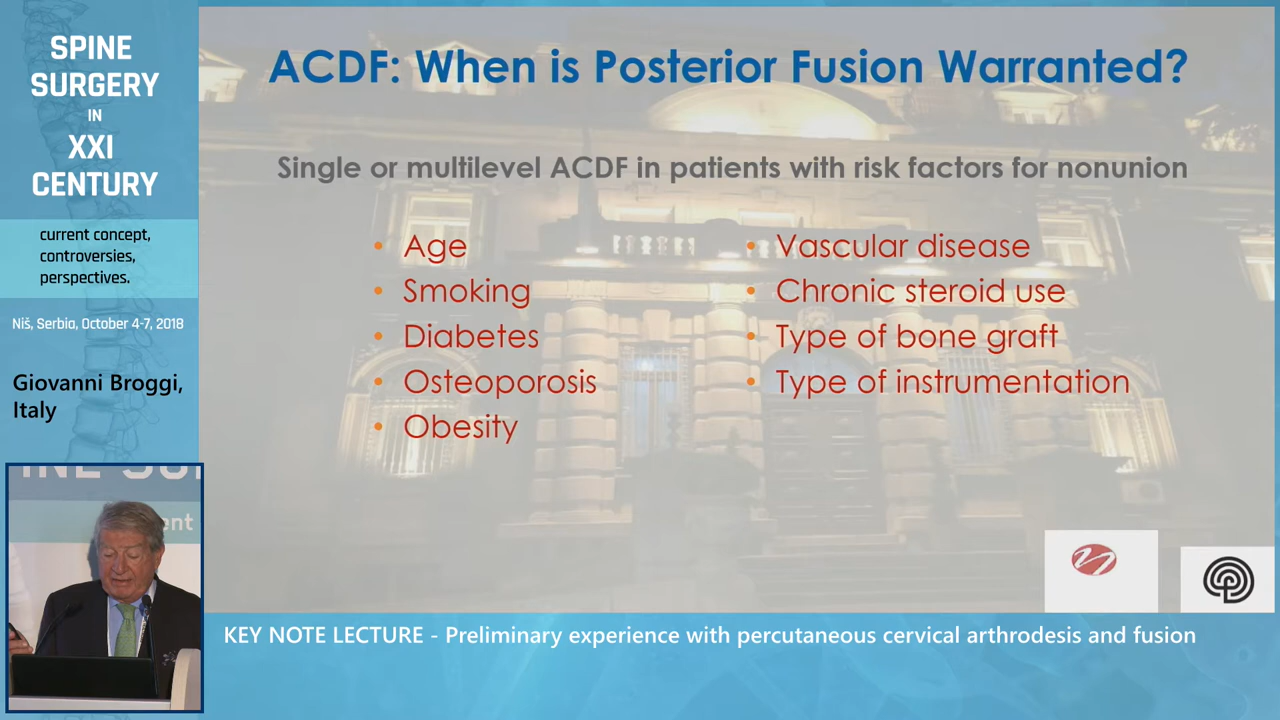 SPINE
SURGERY
IN
XXI
CENTURY
current concept,
controversies,
perspectives.
Niš, Serbia, October 4-7, 2018
Giovanni Broggi,
Italy
ACDF: When is Posterior Fusion Warranted?
Single or multilevel ACDF in patients with risk factors for nonunion
• Age
• Smoking
• Diabetes
• Osteoporosis
• Obesity
• Vascular disease
• Chronic steroid use
• Type of bone graft
• Type of instrumentation
KEY NOTE LECTURE - Preliminary experience with percutaneous cervical arthrodesis and fusion